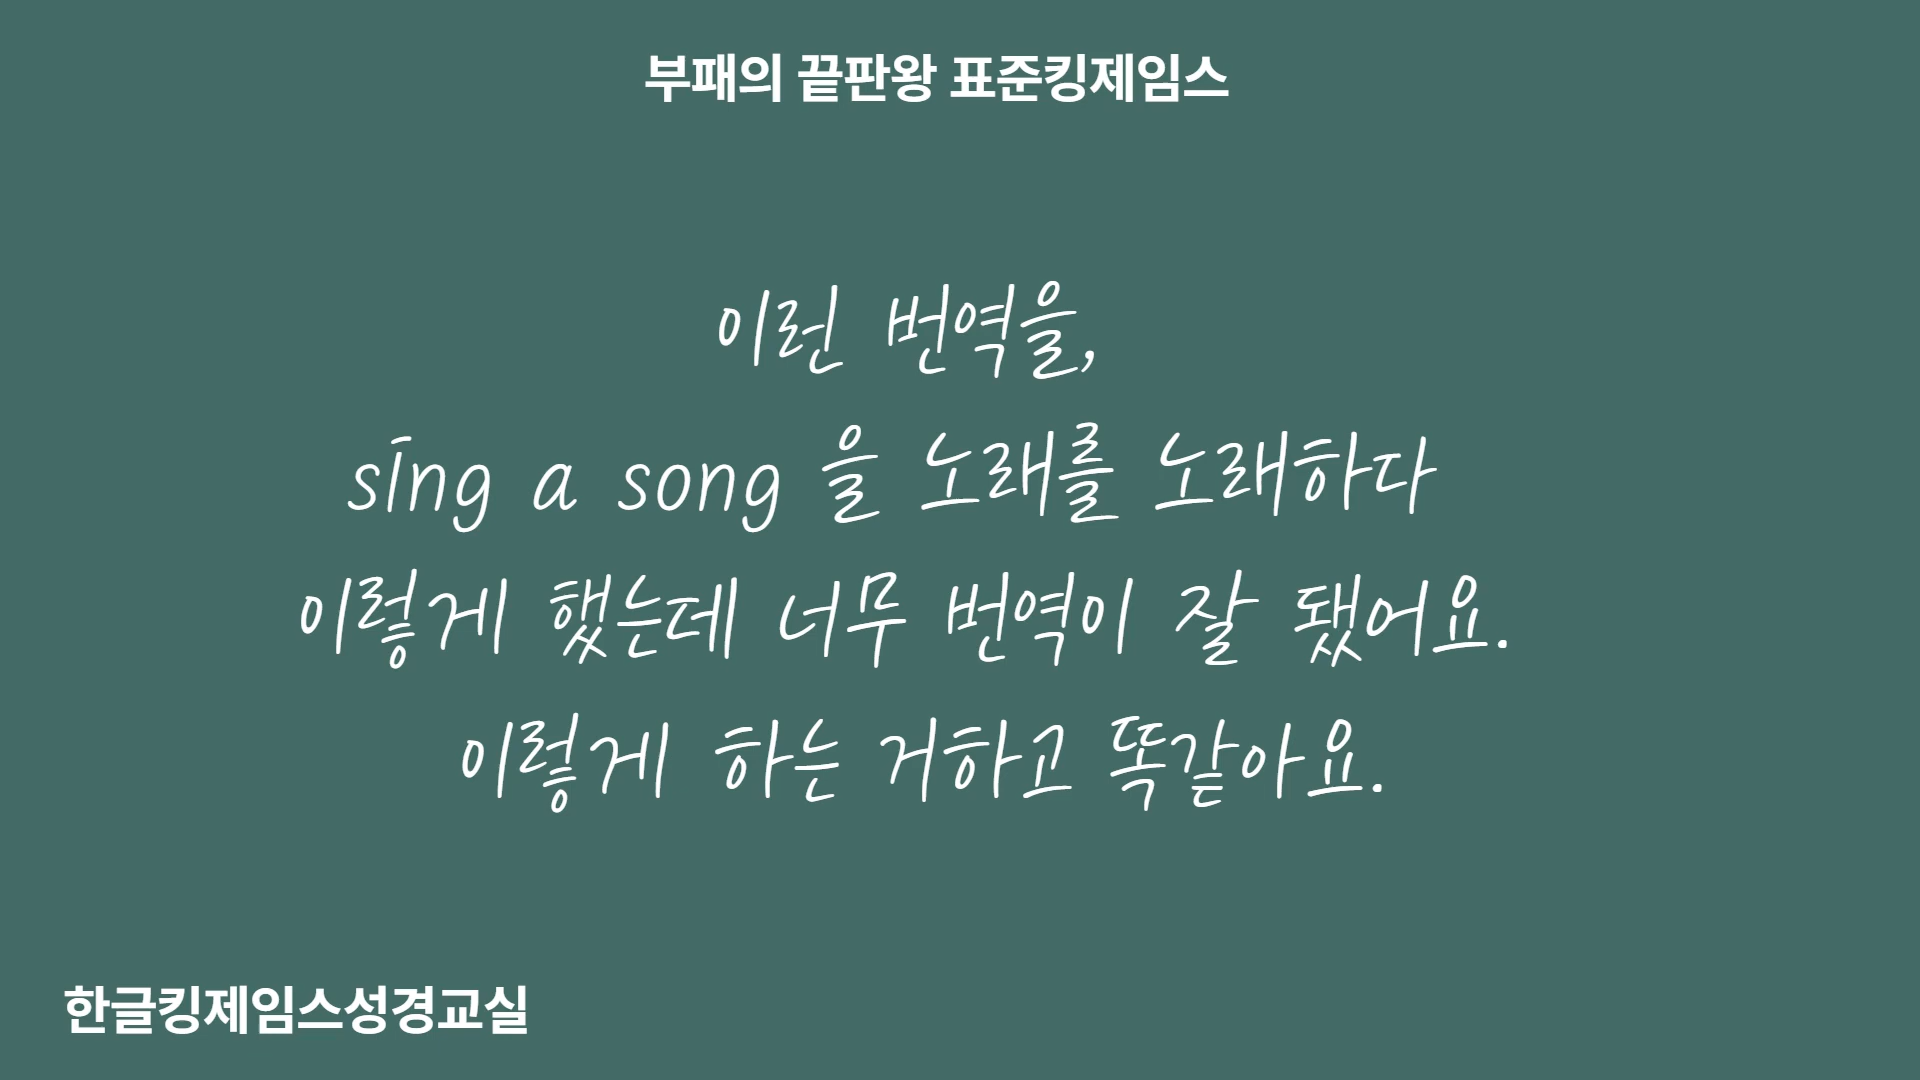 부패의 끝판왕 표준킹제임스
이런 번역을,
sing a song 을 노래를 노래하다
이렇게 했는데 너무 번역이 잘 됐어요.
이렇게 하는 거하고 똑같아요.
한글킹제임스성경교실